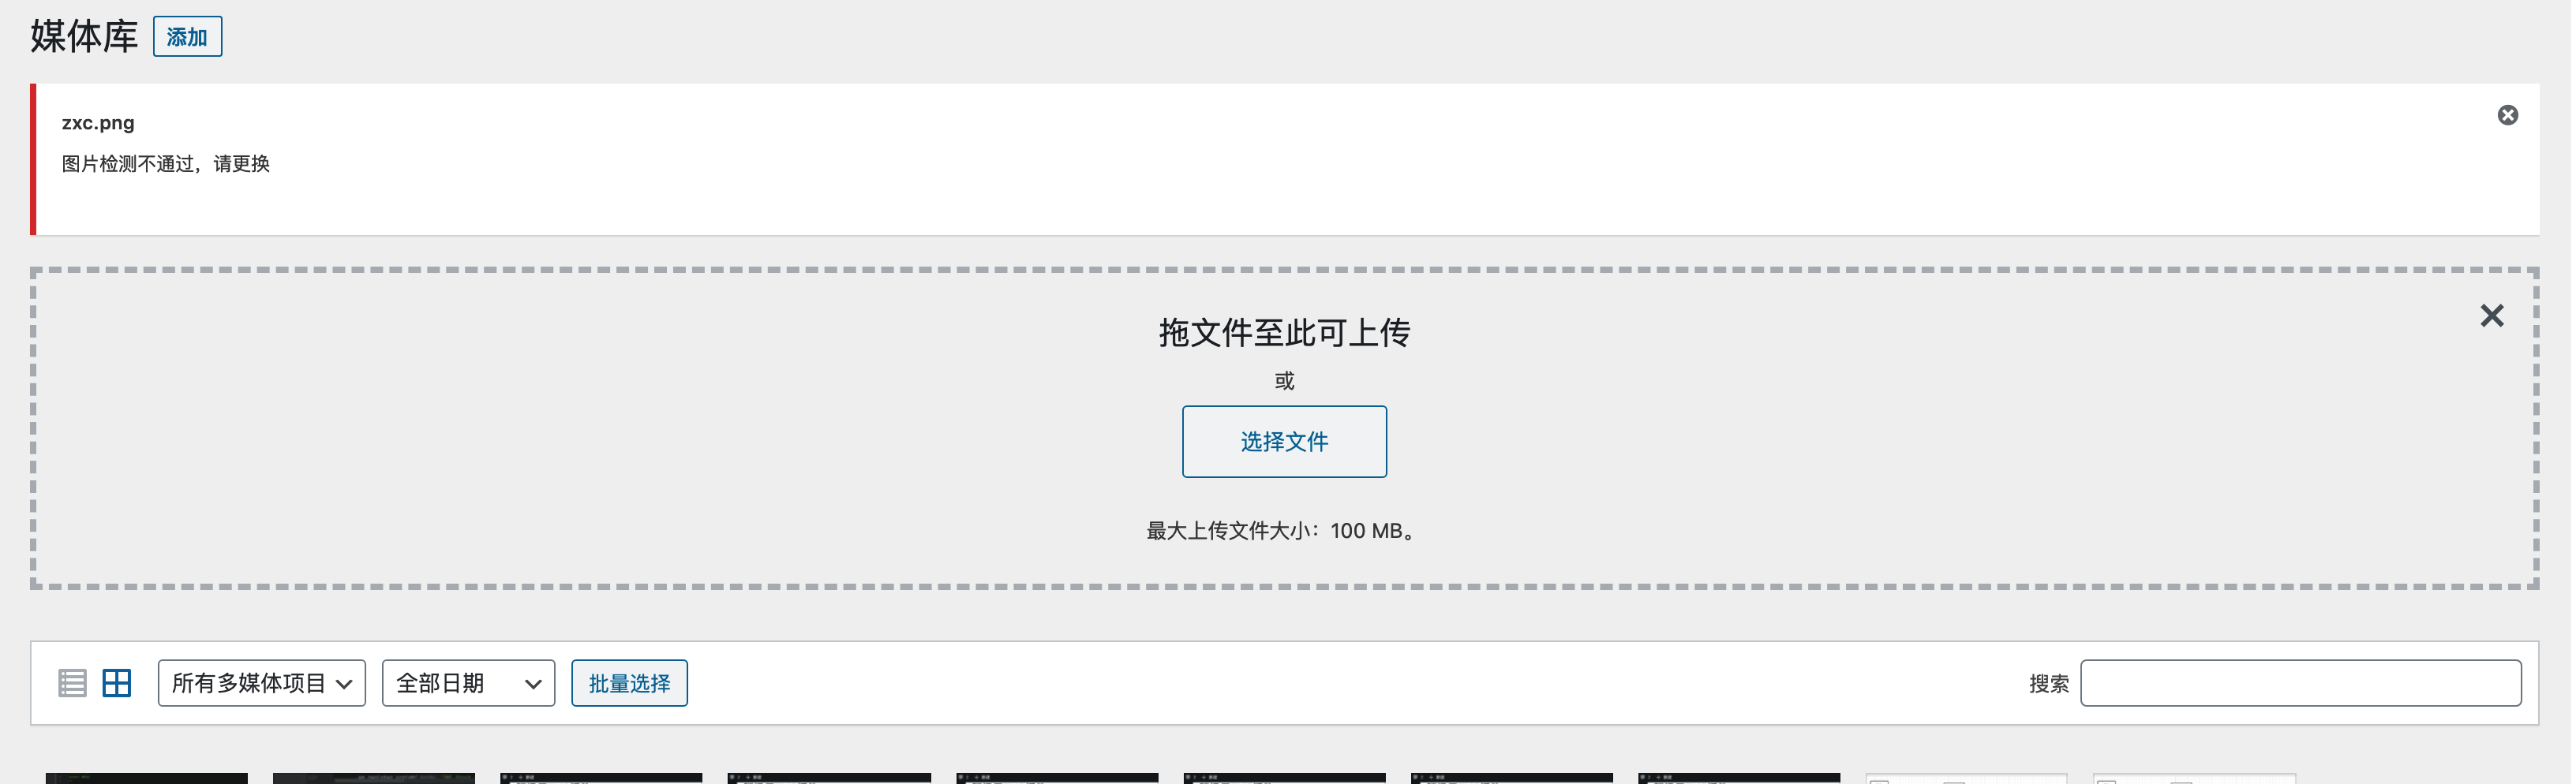 媒体库 添加
zxc.png
图片检测不通过，请更换
拖文件至此可上传
或
选择文件
最大上传文件大小：100 MB。
所有多媒体项目 全部日期 批量选择 搜索